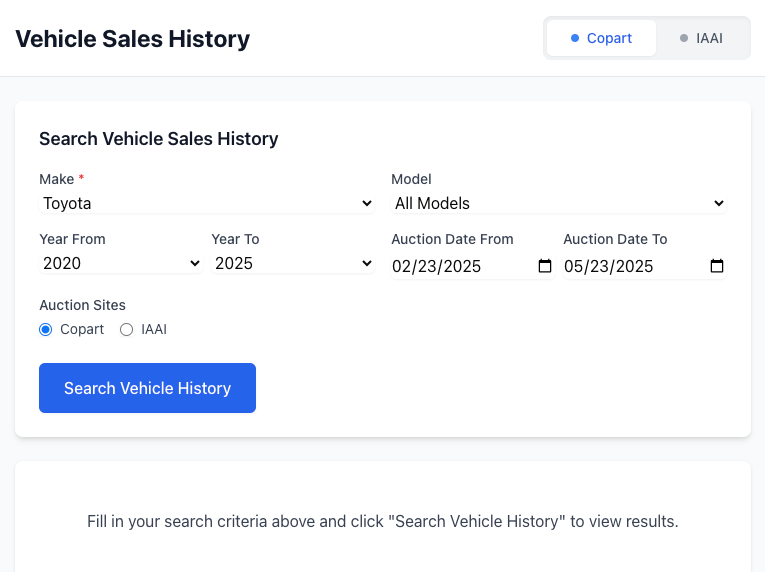 Vehicle Sales History
Copart IAAI
Search Vehicle Sales History
Make * Model
Toyota All Models
Year From Year To Auction Date From Auction Date To
2020 2025 02/23/2025 05/23/2025
Auction Sites
Copart IAAI
Search Vehicle History
Fill in your search criteria above and click "Search Vehicle History" to view results.